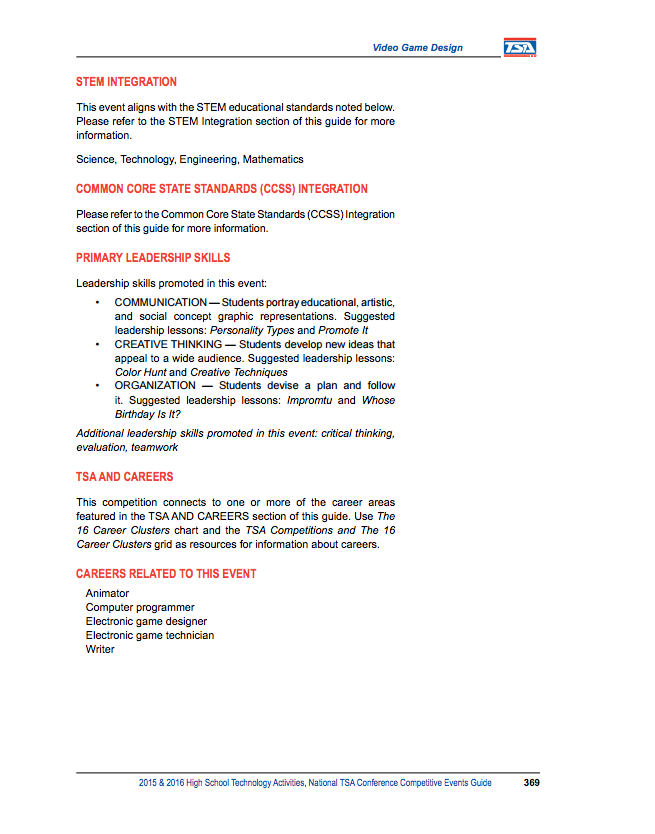 Video Game Design
TSA
STEM INTEGRATION
This event aligns with the STEM educational standards noted below.
Please refer to the STEM Integration section of this guide for more
information.
Science, Technology, Engineering, Mathematics
COMMON CORE STATE STANDARDS (CCSS) INTEGRATION
Please refer to the Common Core State Standards (CCSS) Integration
section of this guide for more information.
PRIMARY LEADERSHIP SKILLS
Leadership skills promoted in this event:
• COMMUNICATION — Students portray educational, artistic,
and social concept graphic representations. Suggested
leadership lessons: Personality Types and Promote It
• CREATIVE THINKING — Students develop new ideas that
appeal to a wide audience. Suggested leadership lessons:
Color Hunt and Creative Techniques
• ORGANIZATION — Students devise a plan and follow
it. Suggested leadership lessons: Impromtu and Whose
Birthday Is It?
Additional leadership skills promoted in this event: critical thinking,
evaluation, teamwork
TSA AND CAREERS
This competition connects to one or more of the career areas
featured in the TSA AND CAREERS section of this guide. Use The
16 Career Clusters chart and the TSA Competitions and The 16
Career Clusters grid as resources for information about careers.
CAREERS RELATED TO THIS EVENT
Animator
Computer programmer
Electronic game designer
Electronic game technician
Writer
2015 & 2016 High School Technology Activities, National TSA Conference Competitive Events Guide 369